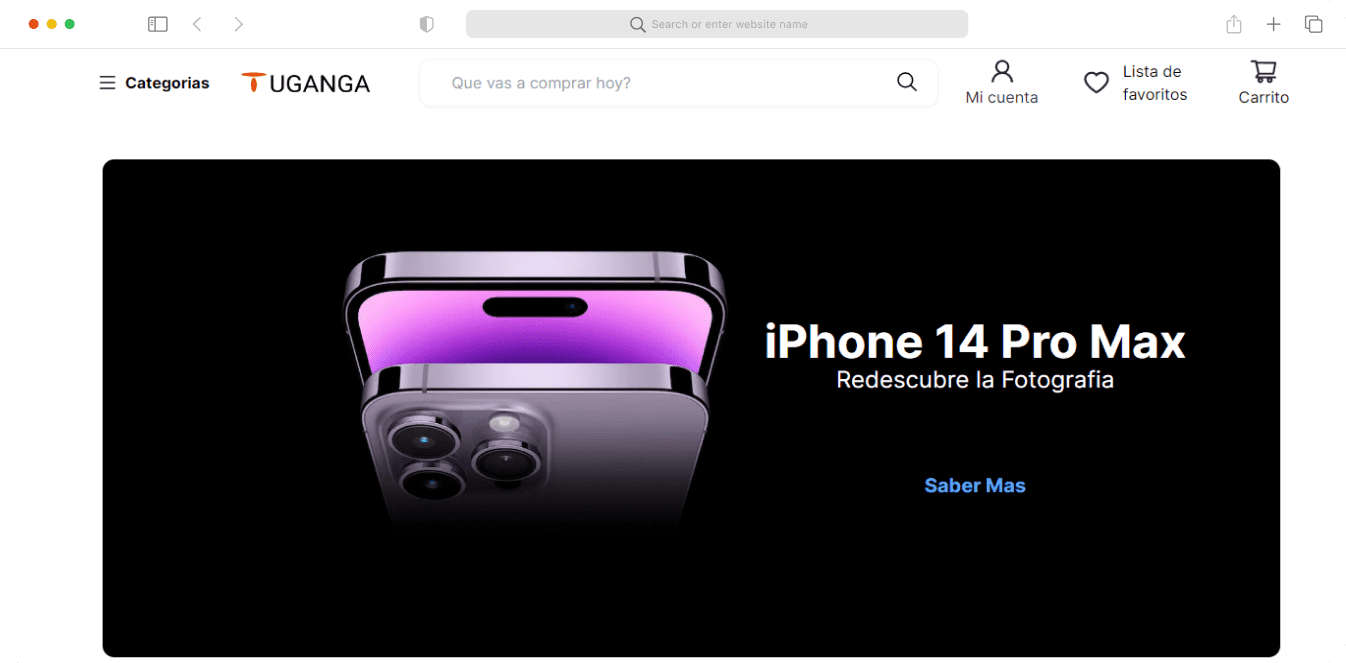 Search or enter website name
Categorias
TUGANGA
Que vas a comprar hoy?
Mi cuenta
Lista de
favoritos
Carrito
iPhone 14 Pro Max
Redescubre la Fotografia
Saber Mas